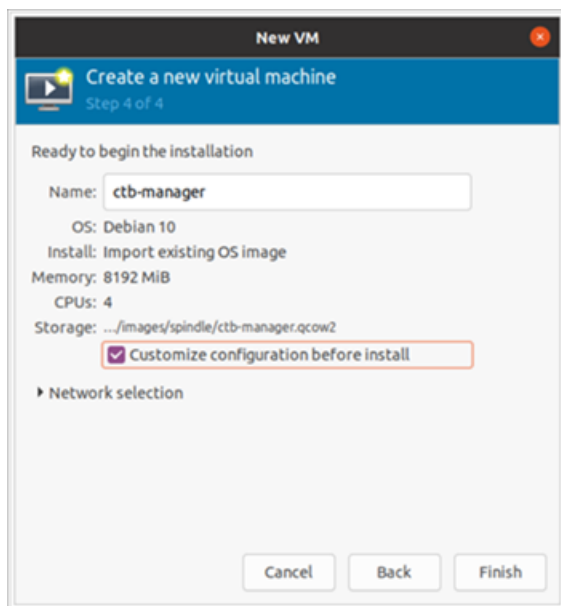 New VM
Create a new virtual machine
Step 4 of 4
Ready to begin the installation
Name: ctb-manager
OS: Debian 10
Install: Import existing OS image
Memory: 8192 MiB
CPUs: 4
Storage: .../images/spindle/ctb-manager.qcow2
Customize configuration before install
Network selection
Cancel Back Finish